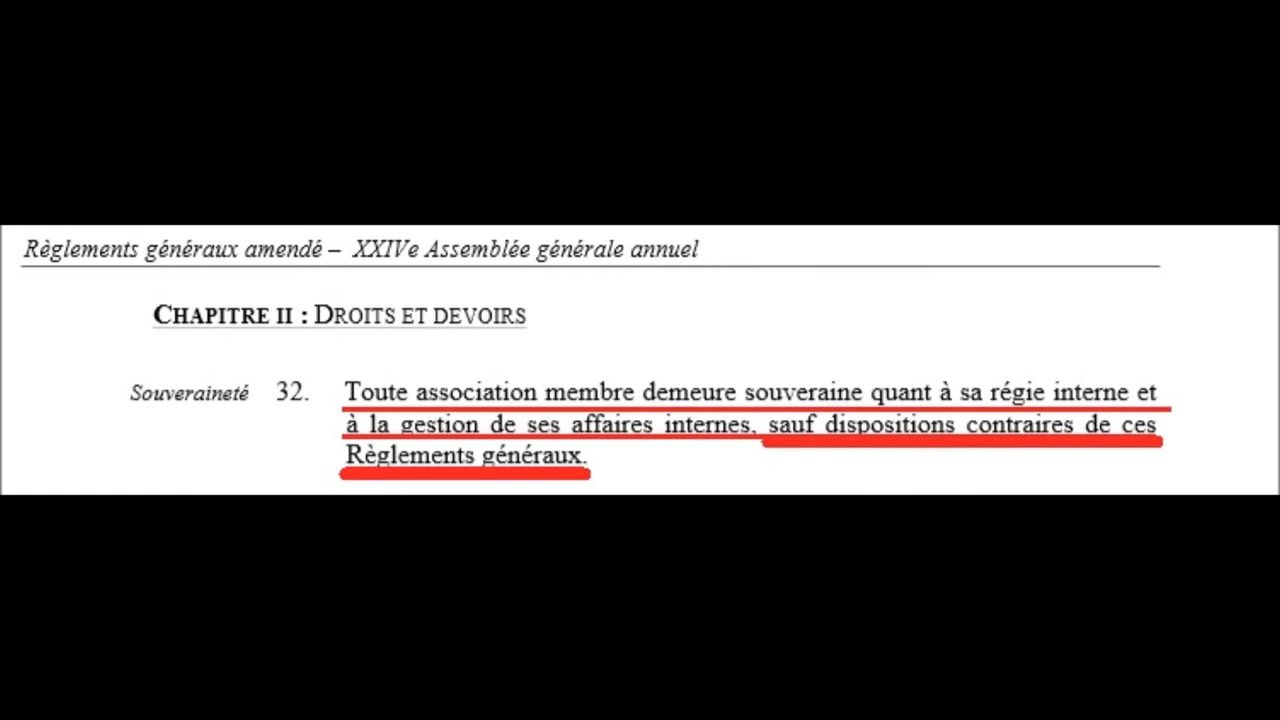 Règlements généraux amendé – XXIVe Assemblée générale annuel
CHAPITRE II : DROITS ET DEVOIRS
Souveraineté 32. Toute association membre demeure souveraine quant à sa régie interne et
à la gestion de ses affaires internes, sauf dispositions contraires de ces
Règlements généraux.